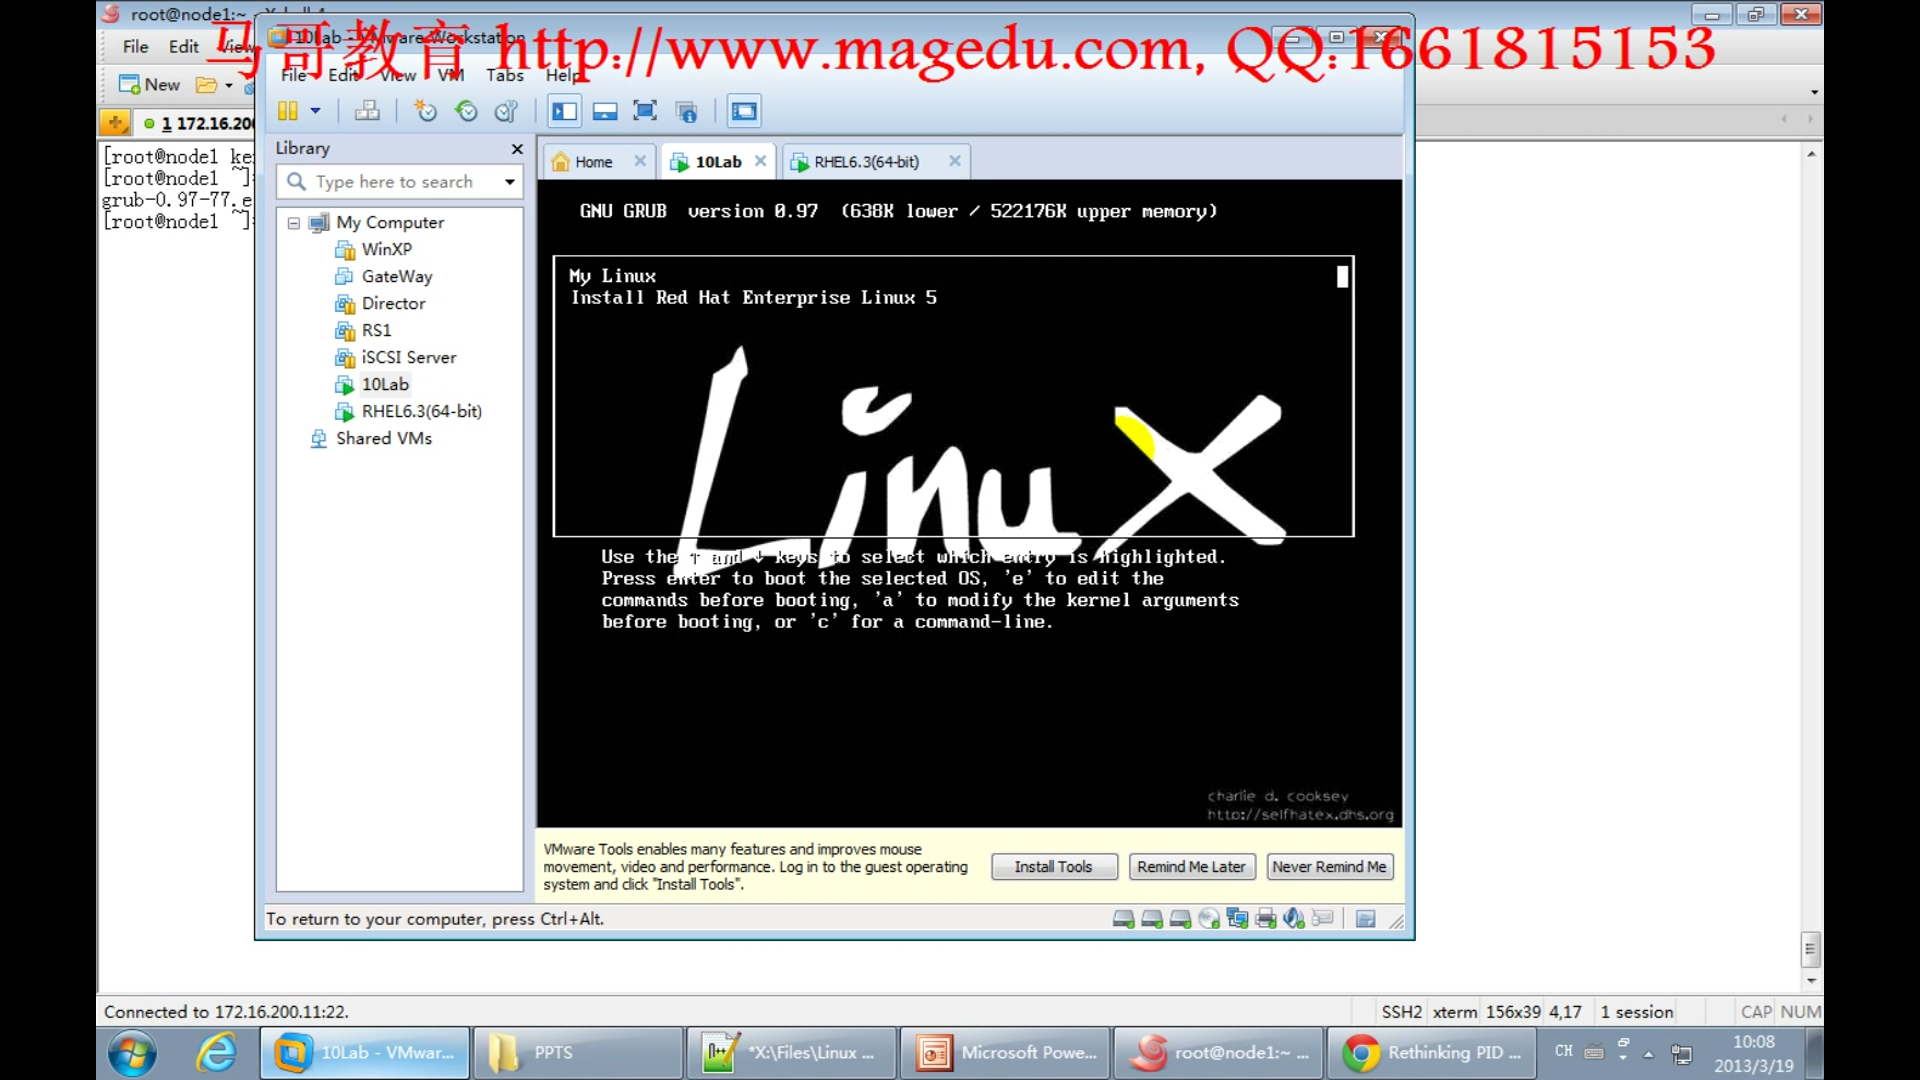 root@node1:~ - Xshell 4
马哥教育 http://www.magedu.com, QQ:1661815153
10Lab - VMware Workstation
File Edit View
File Edit View VM Tabs Help
New
1 172.16.200
Library
Home
10Lab
RHEL6.3(64-bit)
Type here to search
[root@node1 ke
[root@node1 ~]
grub-0.97-77.e
[root@node1 ~]
My Computer
WinXP
GateWay
Director
RS1
iSCSI Server
10Lab
RHEL6.3(64-bit)
Shared VMs
GNU GRUB version 0.97 (638K lower / 522176K upper memory)
My Linux
Install Red Hat Enterprise Linux 5
Linux
Use the ↑ and ↓ keys to select which entry is highlighted.
Press enter to boot the selected OS, 'e' to edit the
commands before booting, 'a' to modify the kernel arguments
before booting, or 'c' for a command-line.
charlie d. cooksey
http://selfhatex.dhs.org
VMware Tools enables many features and improves mouse
movement, video and performance. Log in to the guest operating
system and click "Install Tools".
Install Tools
Remind Me Later
Never Remind Me
To return to your computer, press Ctrl+Alt.
Connected to 172.16.200.11:22.
SSH2 xterm 156x39 4,17 1 session CAP NUM
10Lab - VMwar...
PPTS
*X:\Files\Linux ...
Microsoft Powe...
root@node1:~ ...
Rethinking PID ...
CH
10:08
2013/3/19